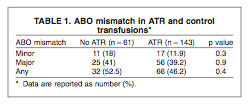 TABLE 1. ABO mismatch in ATR and control
transfusions*
ABO mismatch No ATR (n = 61) ATR (n = 143) p value
Minor 11 (18) 17 (11.9) 0.3
Major 25 (41) 56 (39.2) 0.9
Any 32 (52.5) 66 (46.2) 0.4
* Data are reported as number (%).